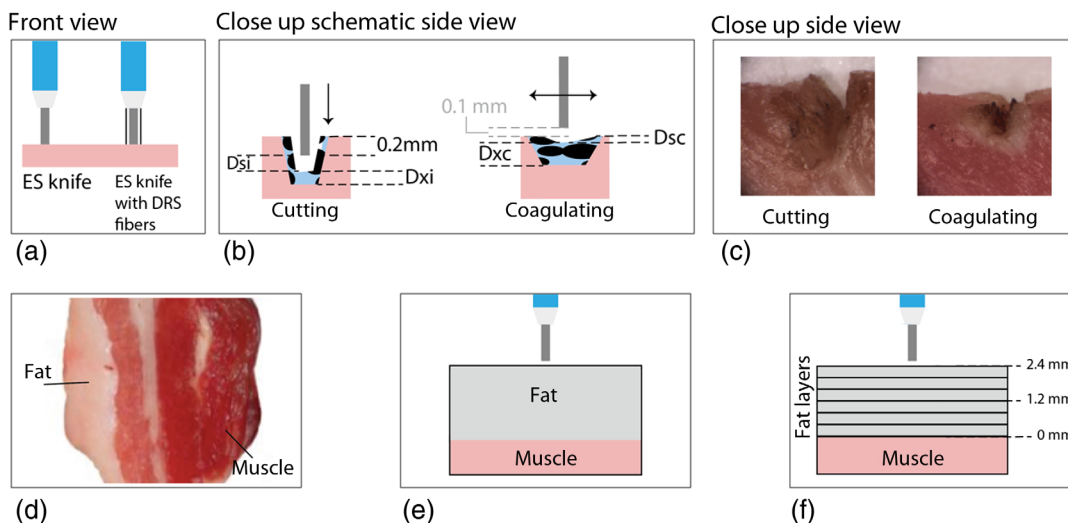 Front view
ES knife
ES knife
with DRS
fibers
(a)
Close up schematic side view
0.2mm
Dsi
Dxi
Cutting
0.1 mm
Dsc
Dxc
Coagulating
(b)
Close up side view
Cutting
Coagulating
(c)
Fat
Muscle
(d)
Fat
Muscle
(e)
Fat layers
2.4 mm
1.2 mm
0 mm
Muscle
(f)